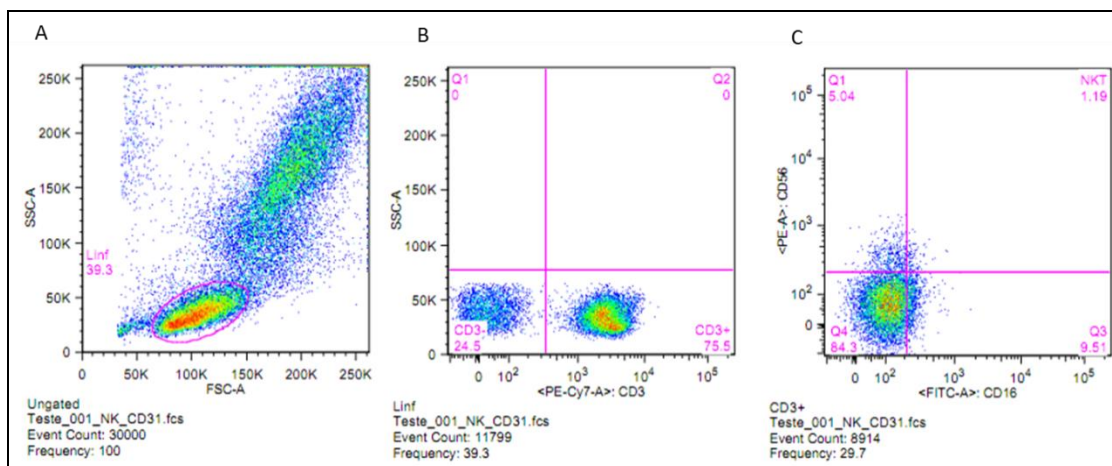 A
250K
200K
150K
100K
50K
0
SSC-A
Linf
39.3
0 50K 100K 150K 200K 250K
FSC-A
Ungated
Teste_001_NK_CD31.fcs
Event Count: 30000
Frequency: 100
B
250K
200K
150K
100K
50K
0
SSC-A
Q1
0
Q2
0
CD3-
24.5
CD3+
75.5
0 10² 10³ 10⁴ 10⁵
<PE-Cy7-A>: CD3
Linf
Teste_001_NK_CD31.fcs
Event Count: 11799
Frequency: 39.3
C
10⁵
10⁴
10³
10²
0
<PE-A>: CD56
Q1
5.04
NKT
1.19
Q4
84.3
Q3
9.51
0 10² 10³ 10⁴ 10⁵
<FITC-A>: CD16
CD3+
Teste_001_NK_CD31.fcs
Event Count: 8914
Frequency: 29.7